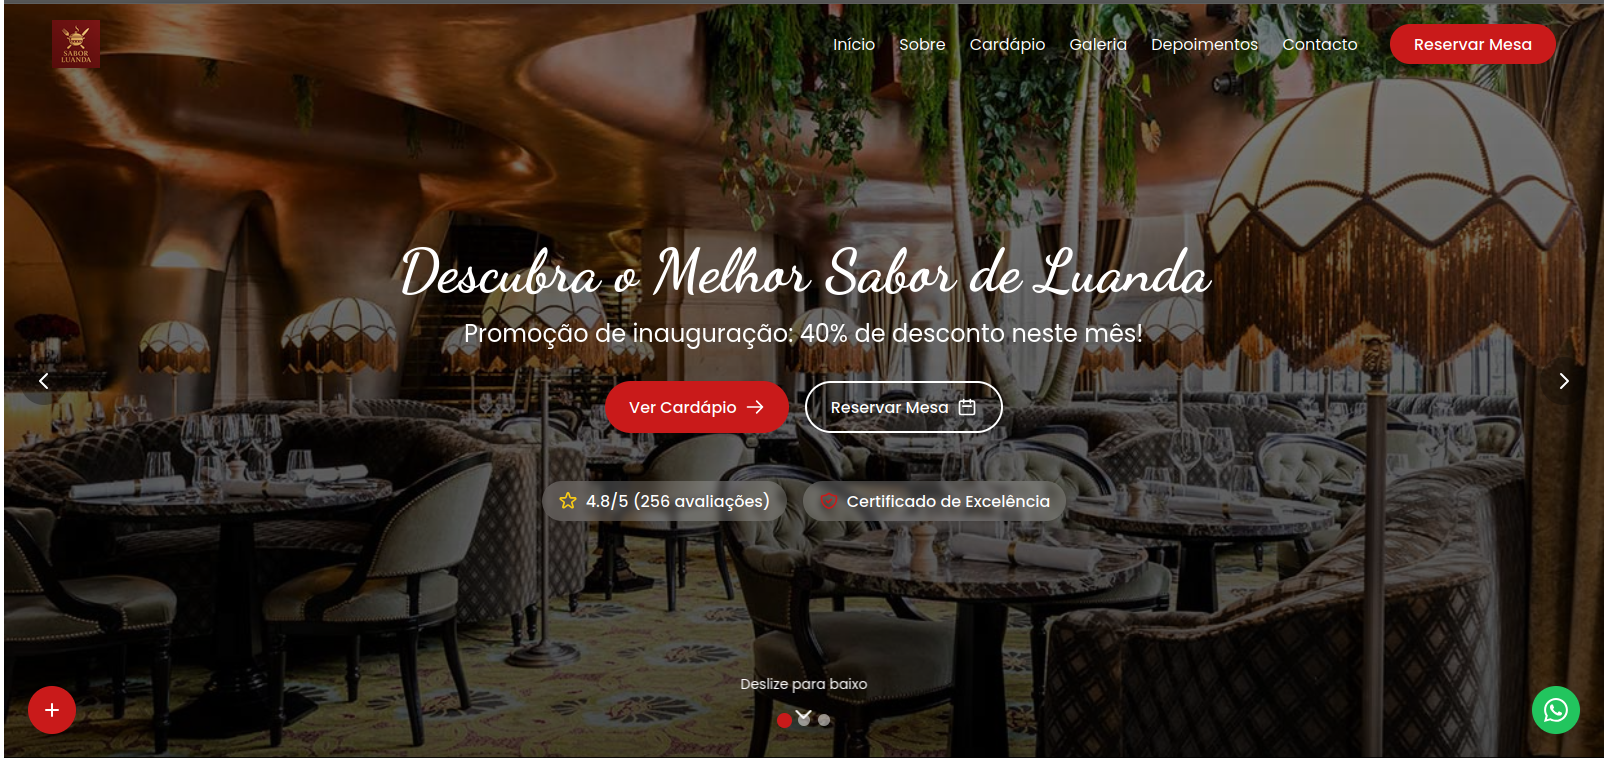 SABOR
LUANDA
Início Sobre Cardápio Galeria Depoimentos Contacto Reservar Mesa
Descubra o Melhor Sabor de Luanda
Promoção de inauguração: 40% de desconto neste mês!
Ver Cardápio Reservar Mesa
4.8/5 (256 avaliações) Certificado de Excelência
Deslize para baixo